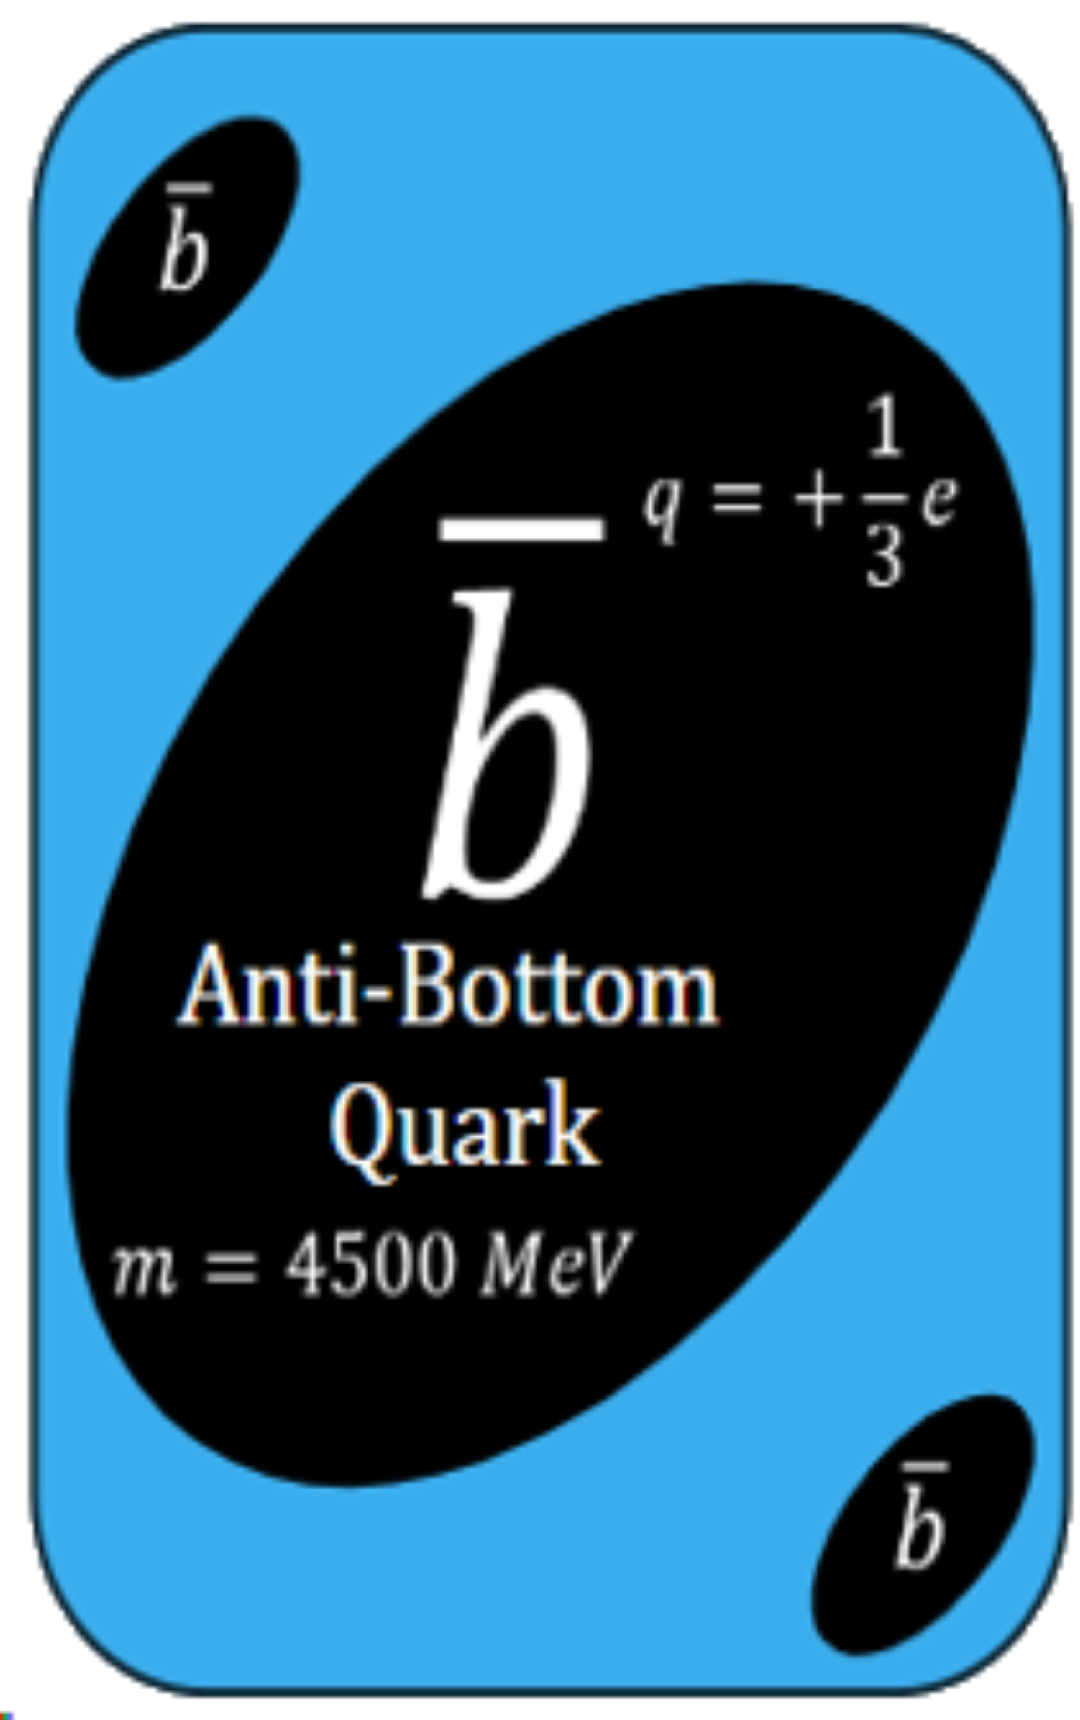 b̅
q = +1/3 e
b̅
Anti-Bottom
Quark
m = 4500 MeV
b̅